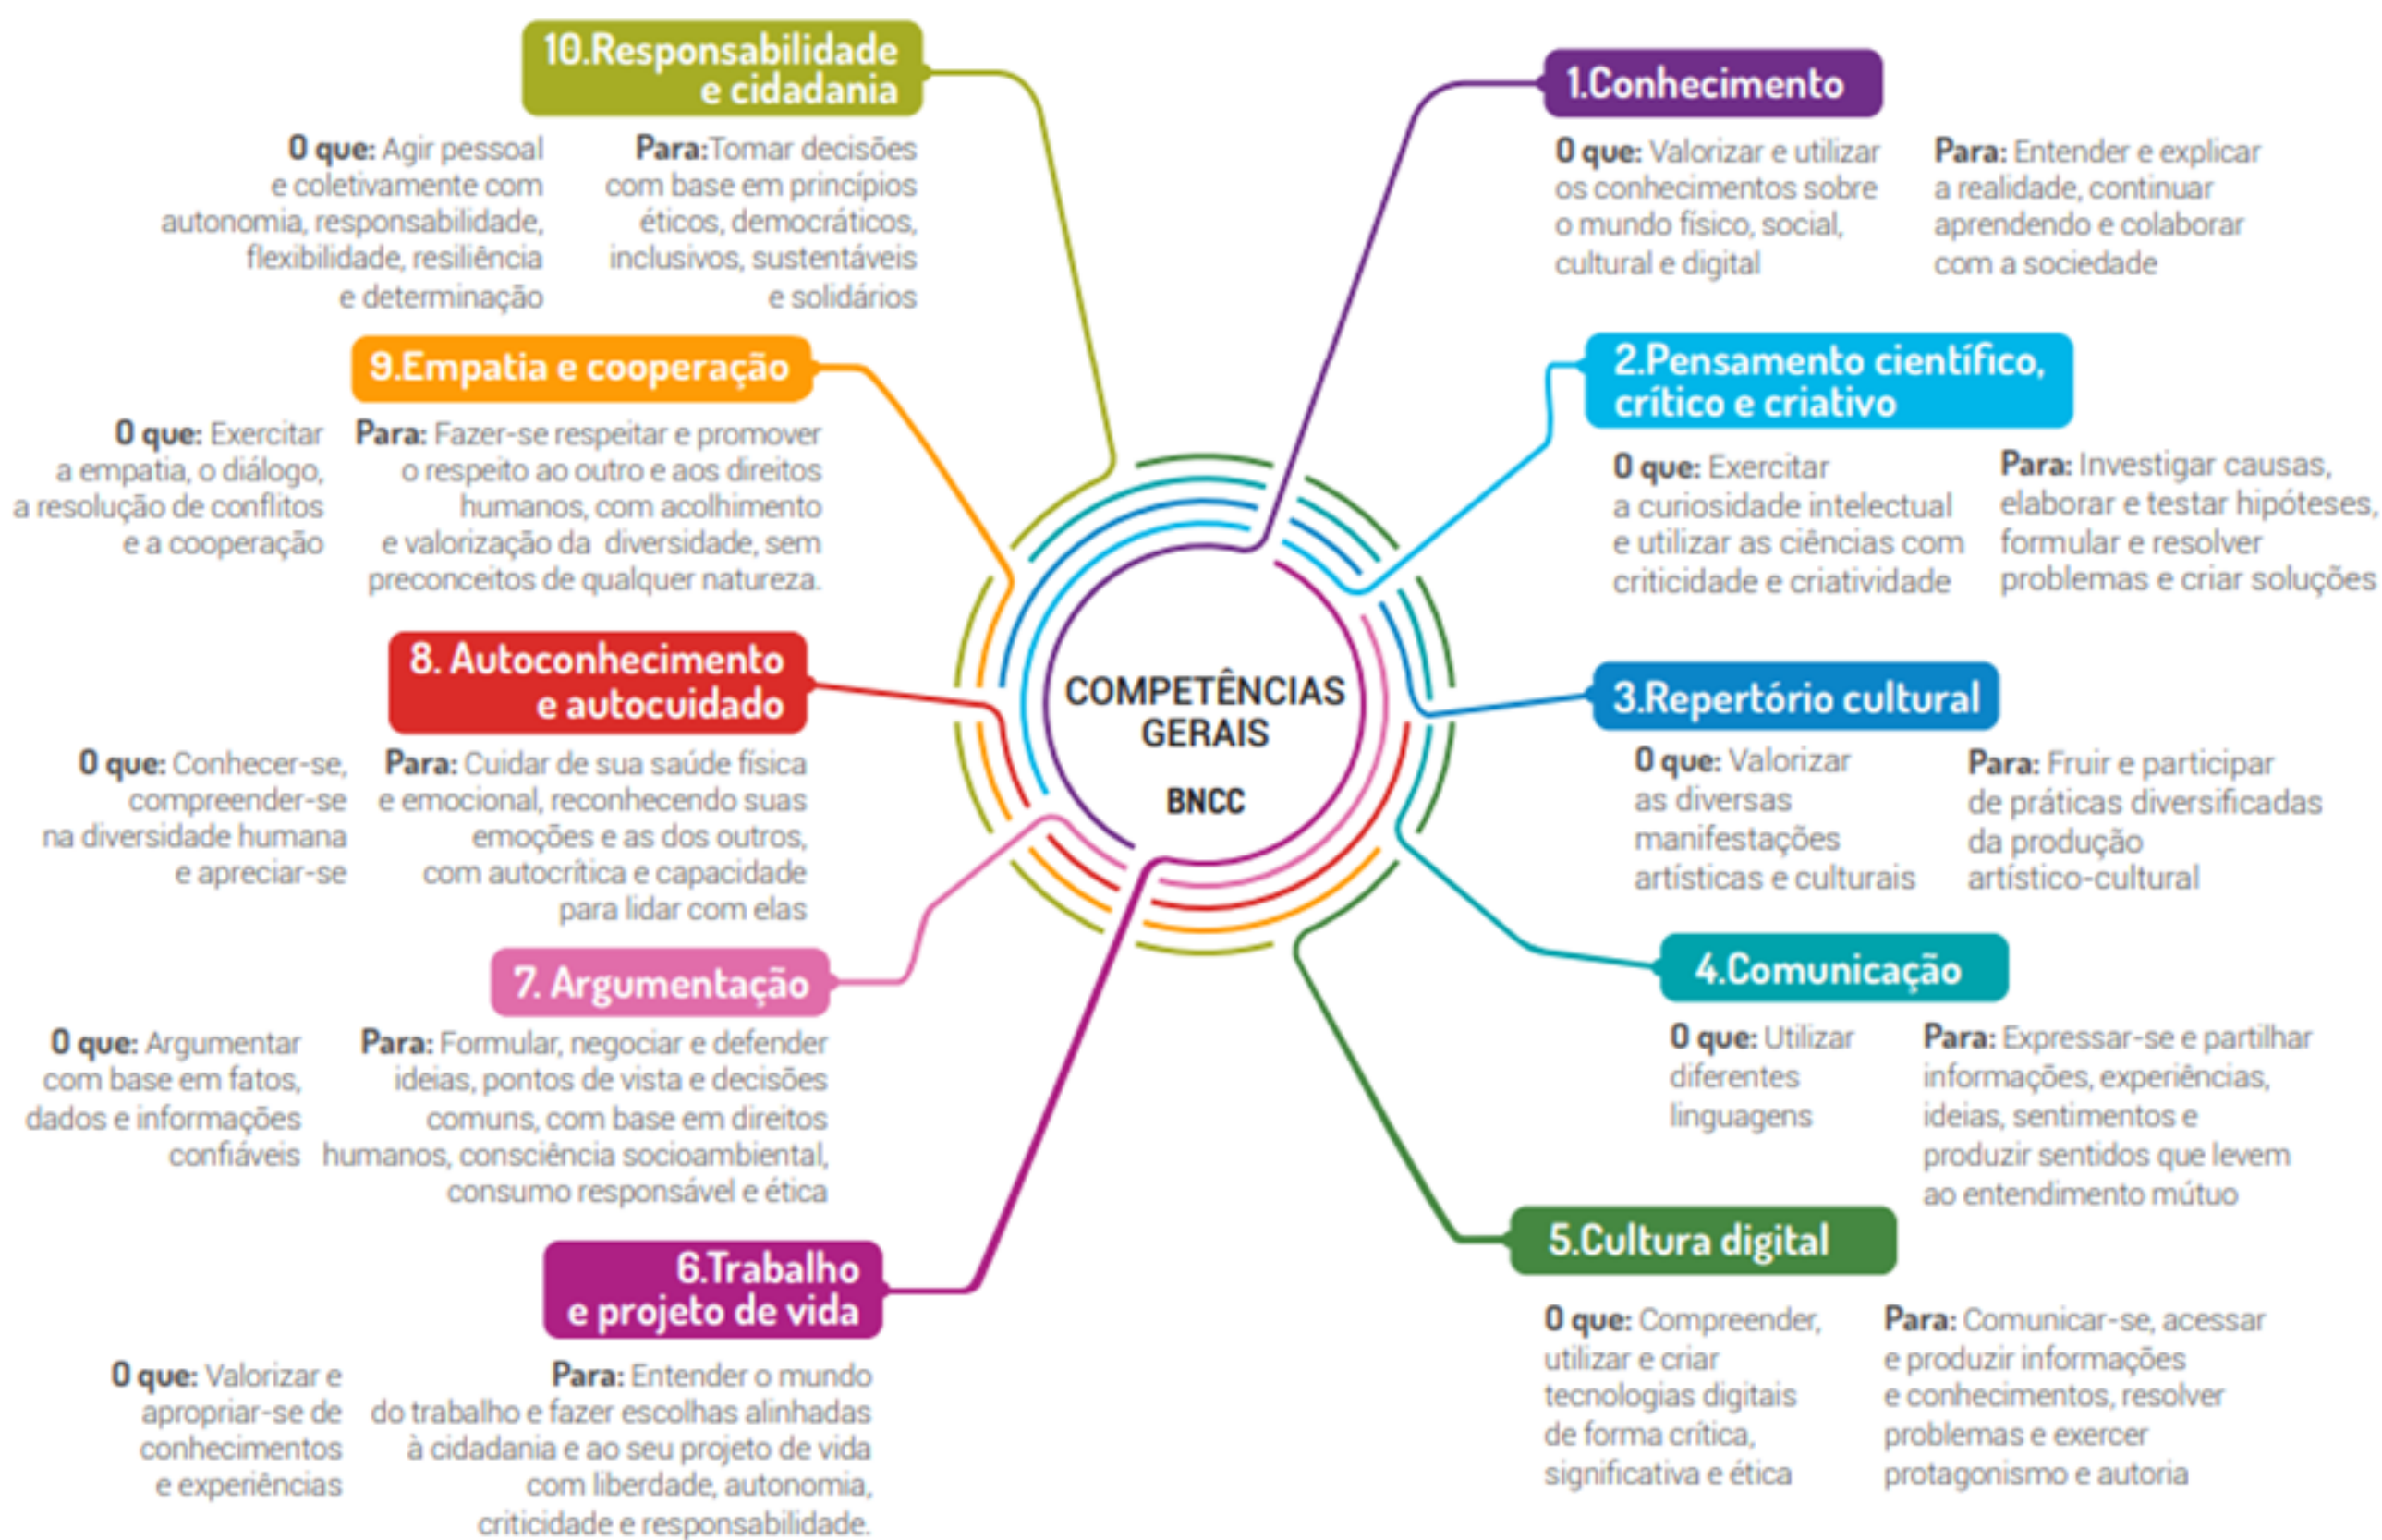 COMPETÊNCIAS
GERAIS
BNCC
1.Conhecimento
O que: Valorizar e utilizar
os conhecimentos sobre
o mundo físico, social,
cultural e digital
Para: Entender e explicar
a realidade, continuar
aprendendo e colaborar
com a sociedade
2.Pensamento científico,
crítico e criativo
O que: Exercitar
a curiosidade intelectual
e utilizar as ciências com
criticidade e criatividade
Para: Investigar causas,
elaborar e testar hipóteses,
formular e resolver
problemas e criar soluções
3.Repertório cultural
O que: Valorizar
as diversas
manifestações
artísticas e culturais
Para: Fruir e participar
de práticas diversificadas
da produção
artístico-cultural
4.Comunicação
O que: Utilizar
diferentes
linguagens
Para: Expressar-se e partilhar
informações, experiências,
ideias, sentimentos e
produzir sentidos que levem
ao entendimento mútuo
5.Cultura digital
O que: Compreender,
utilizar e criar
tecnologias digitais
de forma crítica,
significativa e ética
Para: Comunicar-se, acessar
e produzir informações
e conhecimentos, resolver
problemas e exercer
protagonismo e autoria
6.Trabalho
e projeto de vida
O que: Valorizar e
apropriar-se de
conhecimentos
e experiências
Para: Entender o mundo
do trabalho e fazer escolhas alinhadas
à cidadania e ao seu projeto de vida
com liberdade, autonomia,
criticidade e responsabilidade.
7. Argumentação
O que: Argumentar
com base em fatos,
dados e informações
confiáveis
Para: Formular, negociar e defender
ideias, pontos de vista e decisões
comuns, com base em direitos
humanos, consciência socioambiental,
consumo responsável e ética
8. Autoconhecimento
e autocuidado
O que: Conhecer-se,
compreender-se
na diversidade humana
e apreciar-se
Para: Cuidar de sua saúde física
e emocional, reconhecendo suas
emoções e as dos outros,
com autocrítica e capacidade
para lidar com elas
9.Empatia e cooperação
O que: Exercitar
a empatia, o diálogo,
a resolução de conflitos
e a cooperação
Para: Fazer-se respeitar e promover
o respeito ao outro e aos direitos
humanos, com acolhimento
e valorização da diversidade, sem
preconceitos de qualquer natureza.
10.Responsabilidade
e cidadania
O que: Agir pessoal
e coletivamente com
autonomia, responsabilidade,
flexibilidade, resiliência
e determinação
Para:Tomar decisões
com base em princípios
éticos, democráticos,
inclusivos, sustentáveis
e solidários